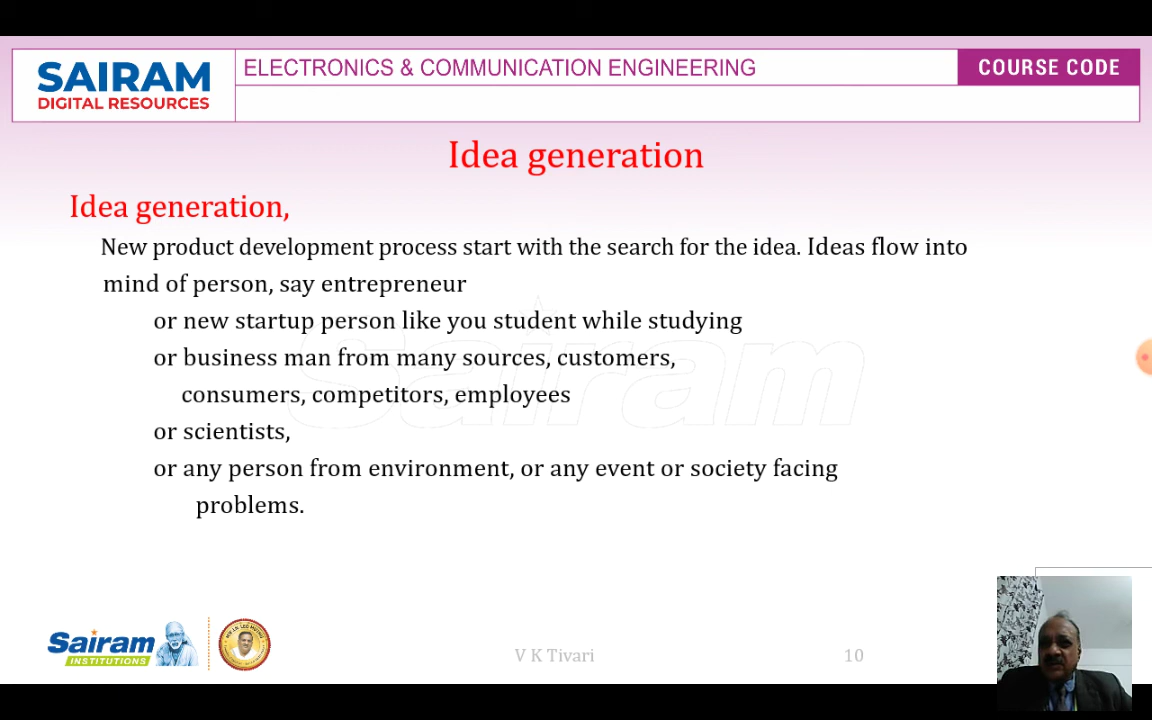 SAIRAM
DIGITAL RESOURCES
ELECTRONICS & COMMUNICATION ENGINEERING
COURSE CODE
Idea generation
Idea generation,
New product development process start with the search for the idea. Ideas flow into
mind of person, say entrepreneur
or new startup person like you student while studying
or business man from many sources, customers,
consumers, competitors, employees
or scientists,
or any person from environment, or any event or society facing
problems.
Sairam
Sairam
INSTITUTIONS
V K Tivari
10